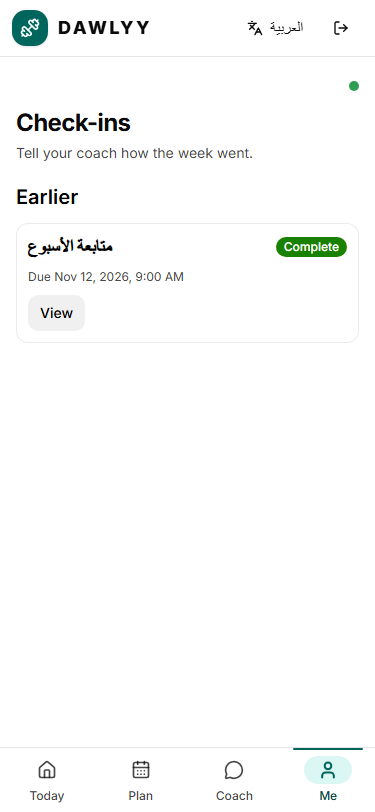 DAWLYY
العربية
Check-ins
Tell your coach how the week went.
Earlier
متابعة الأسبوع
Complete
Due Nov 12, 2026, 9:00 AM
View
Today
Plan
Coach
Me